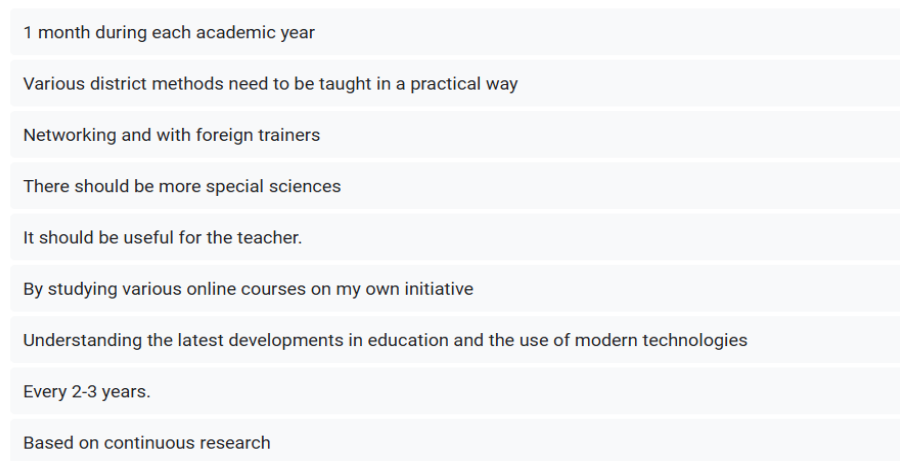 1 month during each academic year
Various district methods need to be taught in a practical way
Networking and with foreign trainers
There should be more special sciences
It should be useful for the teacher.
By studying various online courses on my own initiative
Understanding the latest developments in education and the use of modern technologies
Every 2-3 years.
Based on continuous research